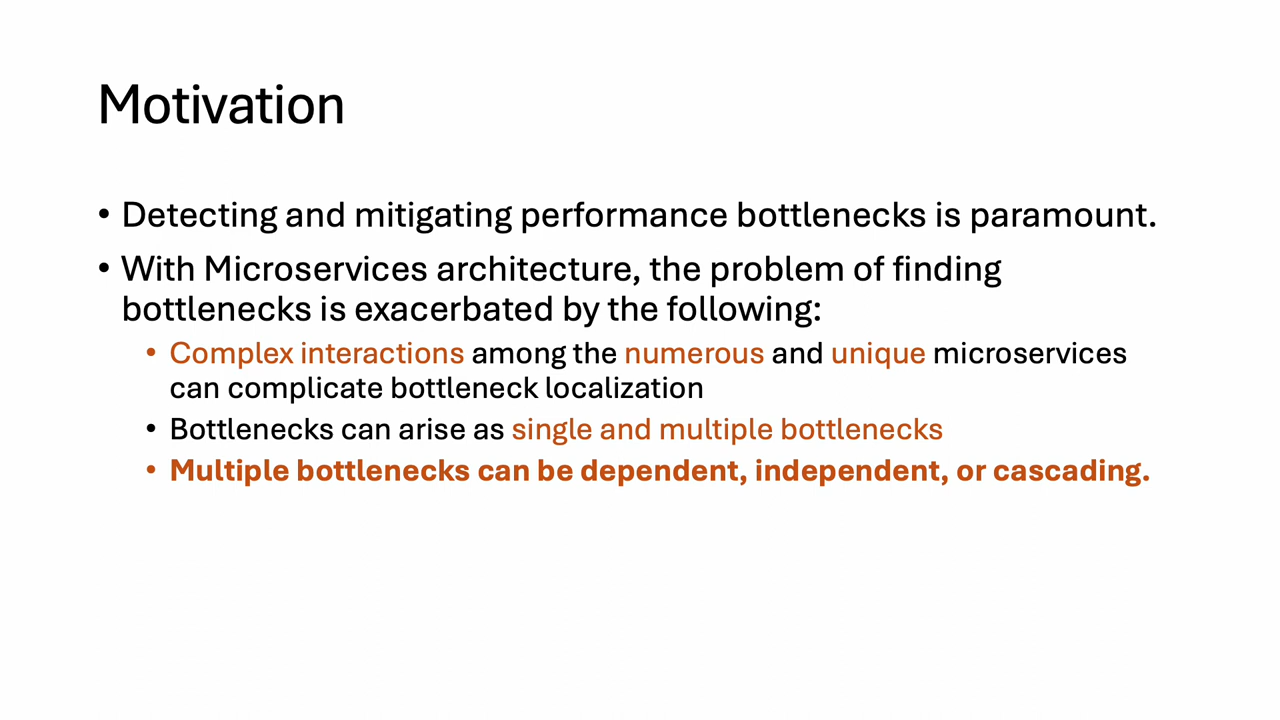 Motivation
• Detecting and mitigating performance bottlenecks is paramount.
• With Microservices architecture, the problem of finding
bottlenecks is exacerbated by the following:
• Complex interactions among the numerous and unique microservices
can complicate bottleneck localization
• Bottlenecks can arise as single and multiple bottlenecks
• Multiple bottlenecks can be dependent, independent, or cascading.